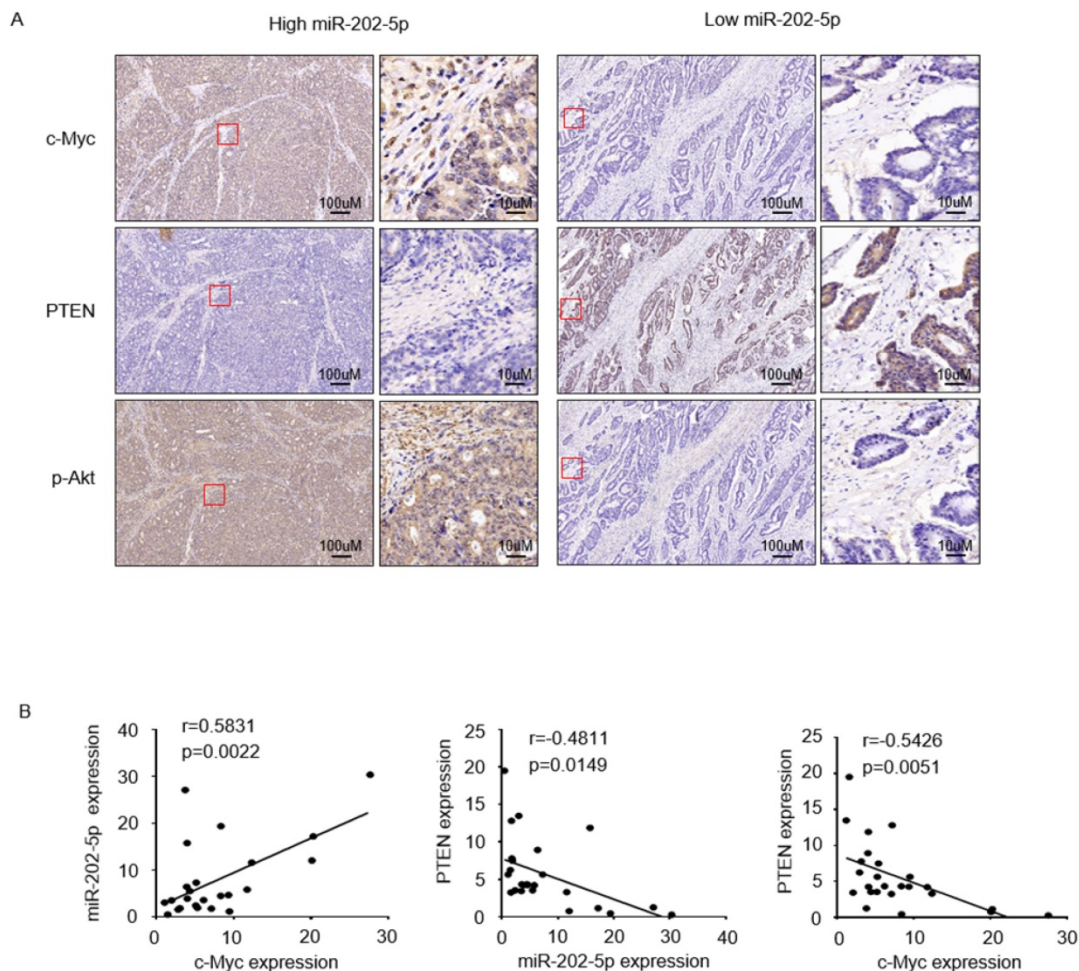 A
High miR-202-5p
Low miR-202-5p
c-Myc
100uM
10uM
100uM
10uM
PTEN
100uM
10uM
100uM
10uM
p-Akt
100uM
10uM
100uM
10uM
B
r=0.5831
p=0.0022
miR-202-5p expression
40
30
20
10
0
0
10
20
30
c-Myc expression
r=-0.4811
p=0.0149
PTEN expression
25
20
15
10
5
0
0
10
20
30
40
miR-202-5p expression
r=-0.5426
p=0.0051
PTEN expression
25
20
15
10
5
0
0
10
20
30
c-Myc expression